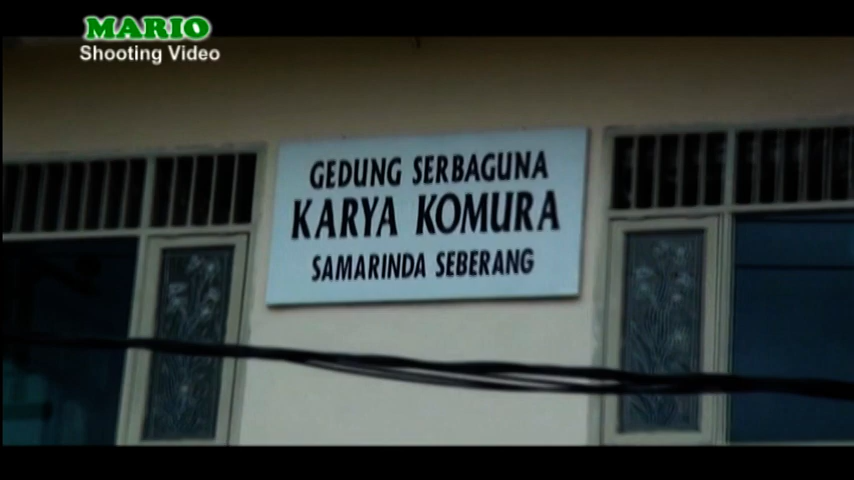 MARIO
Shooting Video
GEDUNG SERBAGUNA
KARYA KOMURA
SAMARINDA SEBERANG